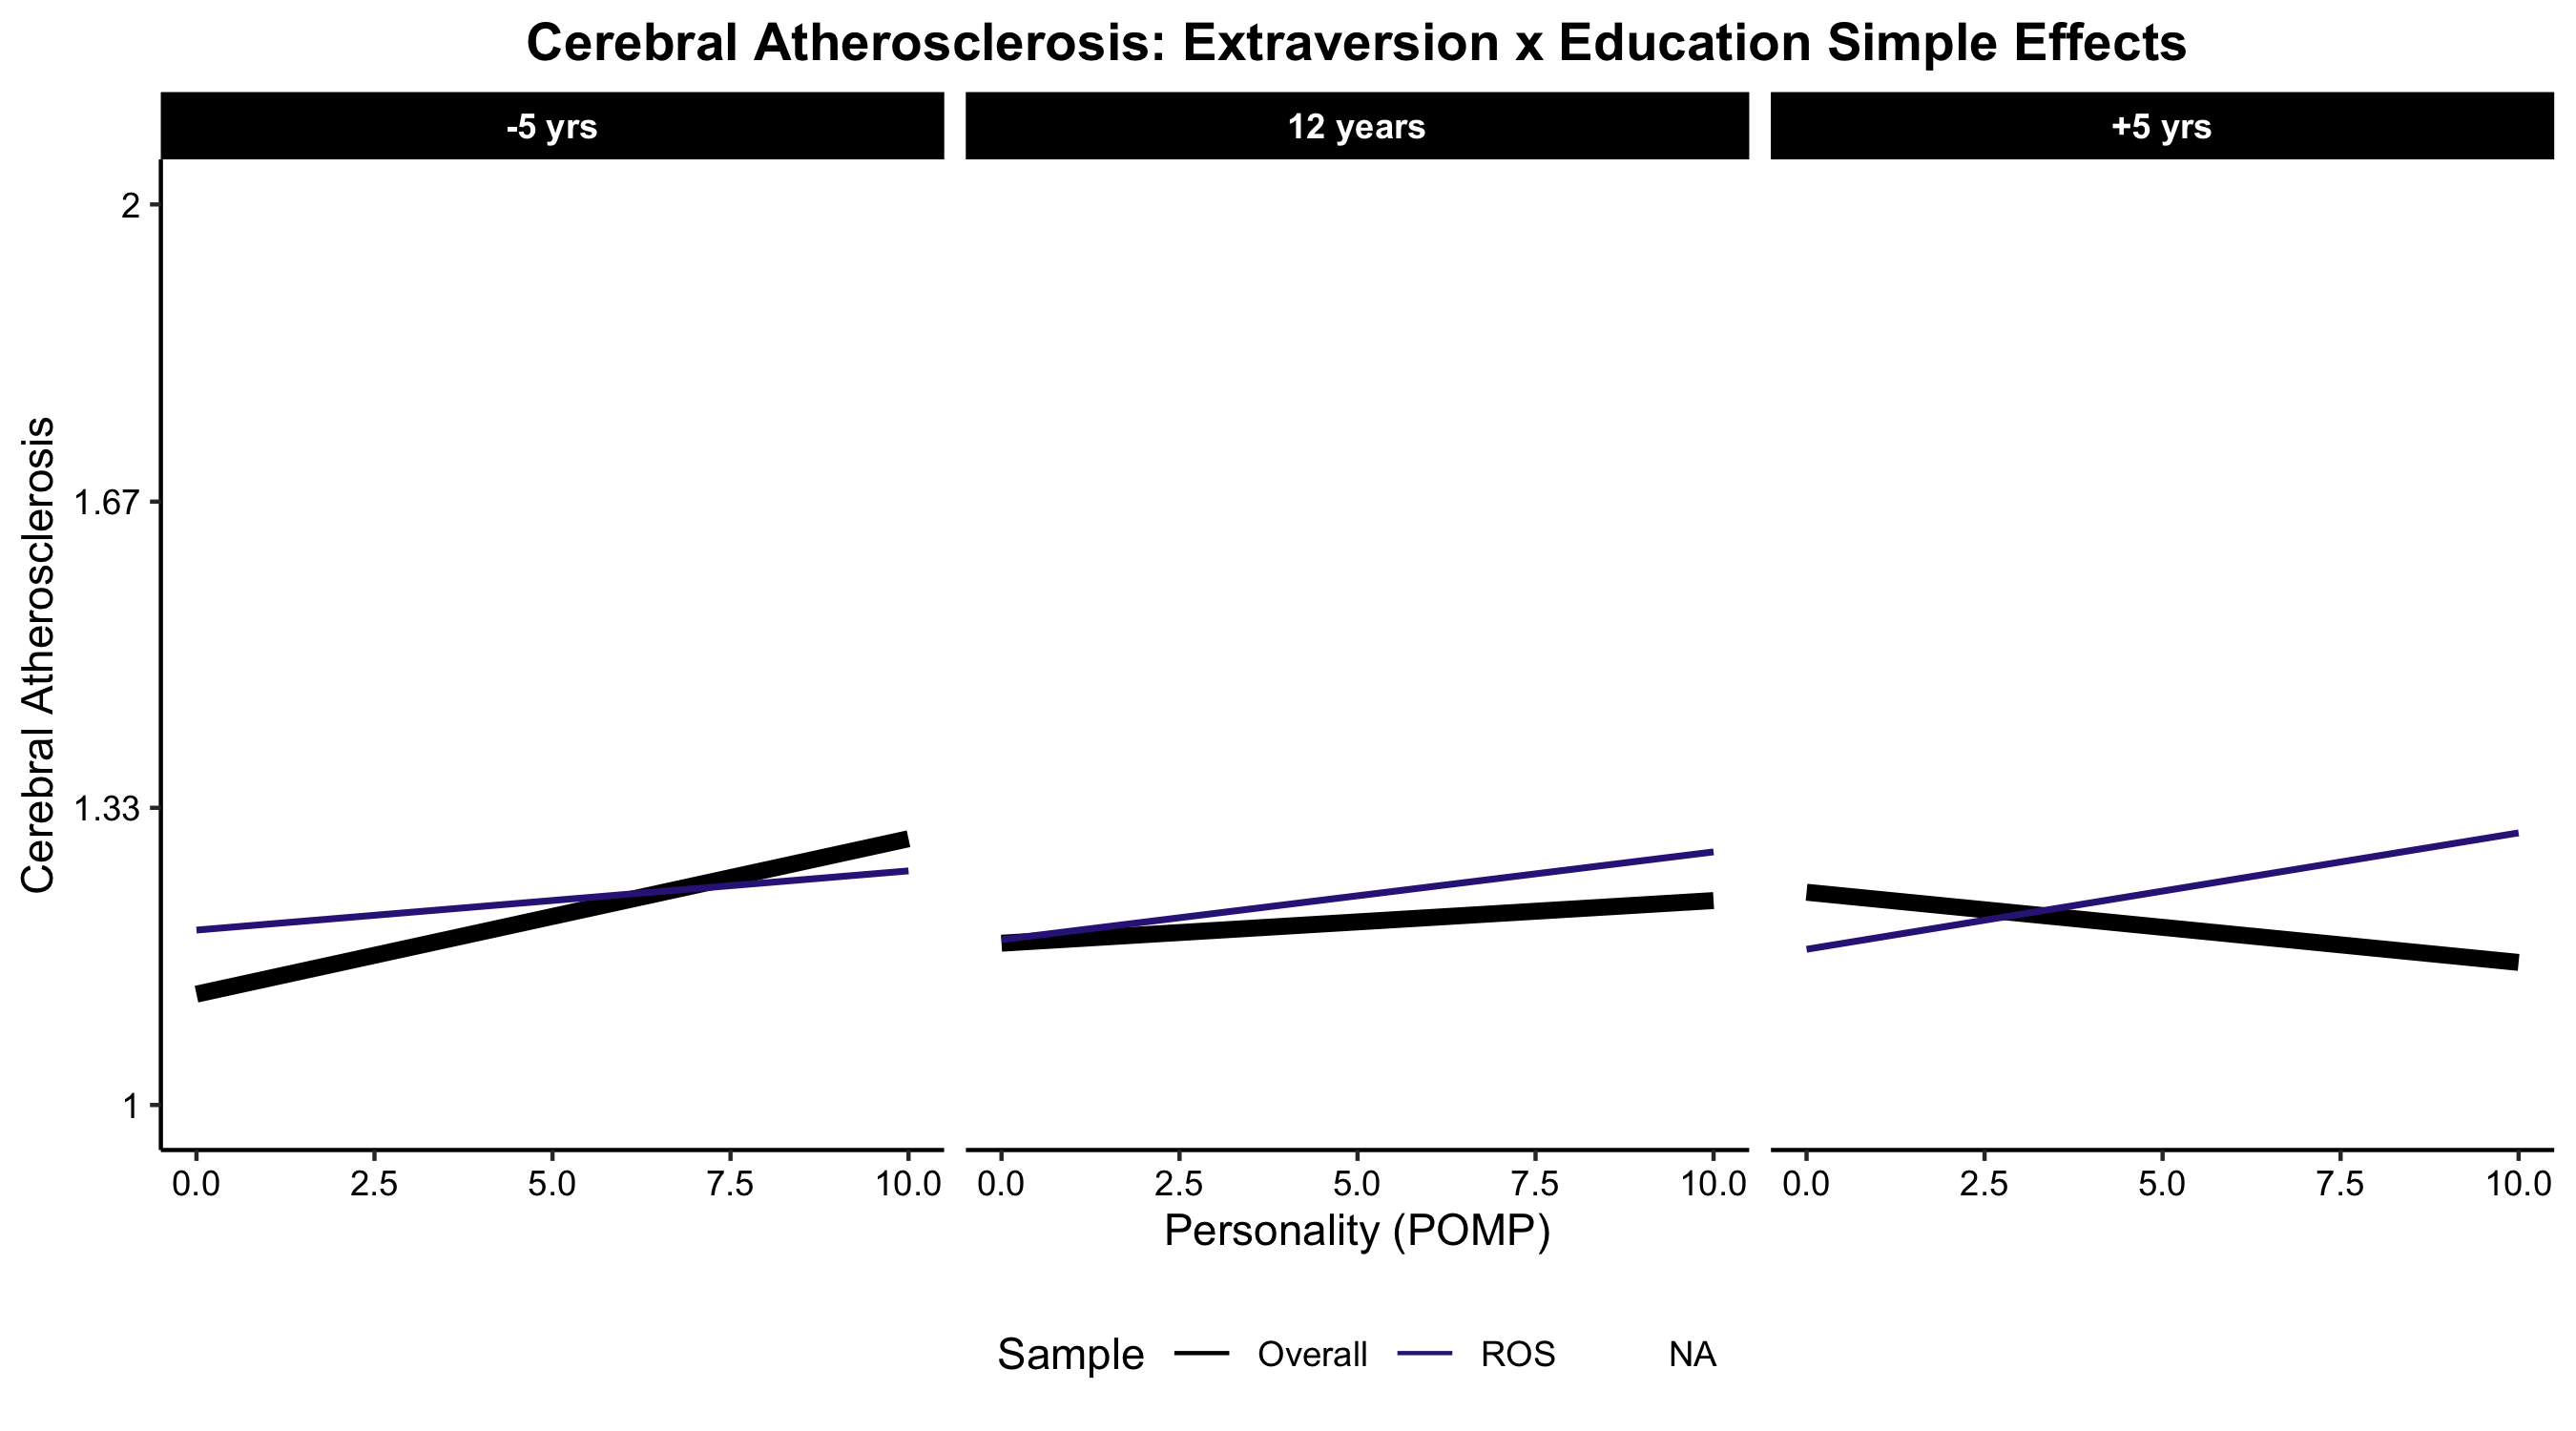 Cerebral Atherosclerosis: Extraversion x Education Simple Effects
-5 yrs
12 years
+5 yrs
Cerebral Atherosclerosis
2
1.67
1.33
1
0.0 2.5 5.0 7.5 10.0
0.0 2.5 5.0 7.5 10.0
0.0 2.5 5.0 7.5 10.0
Personality (POMP)
Sample Overall ROS NA